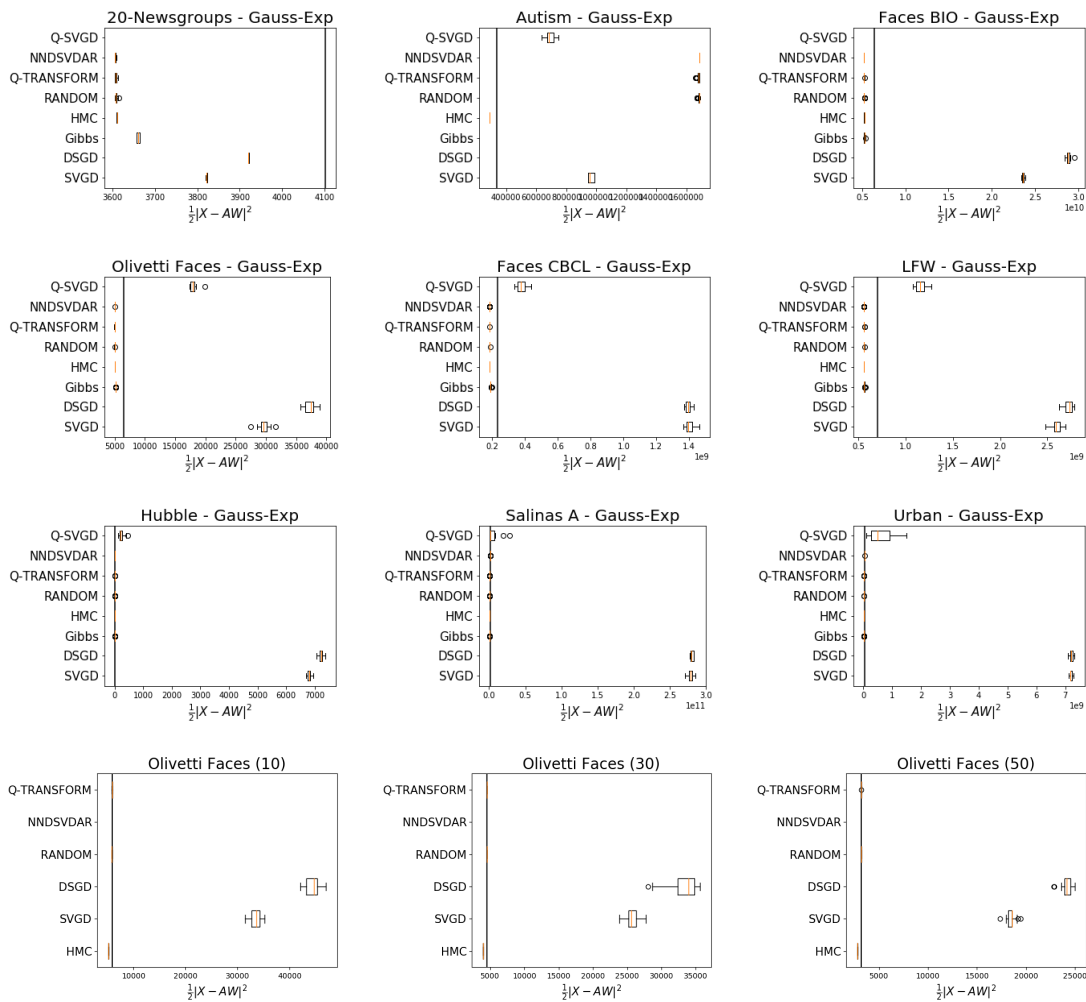 20-Newsgroups - Gauss-Exp
Q-SVGD
NNDSVDAR
Q-TRANSFORM
RANDOM
HMC
Gibbs
DSGD
SVGD
3600 3700 3800 3900 4000 4100
½|X − AW|²
Autism - Gauss-Exp
400000 600000 800000 1000000 1200000 1400000 1600000
½|X − AW|²
Faces BIO - Gauss-Exp
Q-SVGD
NNDSVDAR
Q-TRANSFORM
RANDOM
HMC
Gibbs
DSGD
SVGD
0.5 1.0 1.5 2.0 2.5 3.0
1e10
½|X − AW|²
Olivetti Faces - Gauss-Exp
Q-SVGD
NNDSVDAR
Q-TRANSFORM
RANDOM
HMC
Gibbs
DSGD
SVGD
5000 10000 15000 20000 25000 30000 35000 40000
½|X − AW|²
Faces CBCL - Gauss-Exp
Q-SVGD
NNDSVDAR
Q-TRANSFORM
RANDOM
HMC
Gibbs
DSGD
SVGD
0.2 0.4 0.6 0.8 1.0 1.2 1.4
1e9
½|X − AW|²
LFW - Gauss-Exp
Q-SVGD
NNDSVDAR
Q-TRANSFORM
RANDOM
HMC
Gibbs
DSGD
SVGD
0.5 1.0 1.5 2.0 2.5
1e9
½|X − AW|²
Hubble - Gauss-Exp
Q-SVGD
NNDSVDAR
Q-TRANSFORM
RANDOM
HMC
Gibbs
DSGD
SVGD
0 1000 2000 3000 4000 5000 6000 7000
½|X − AW|²
Salinas A - Gauss-Exp
Q-SVGD
NNDSVDAR
Q-TRANSFORM
RANDOM
HMC
Gibbs
DSGD
SVGD
0.0 0.5 1.0 1.5 2.0 2.5 3.0
1e11
½|X − AW|²
Urban - Gauss-Exp
Q-SVGD
NNDSVDAR
Q-TRANSFORM
RANDOM
HMC
Gibbs
DSGD
SVGD
0 1 2 3 4 5 6 7
1e9
½|X − AW|²
Olivetti Faces (10)
Q-TRANSFORM
NNDSVDAR
RANDOM
DSGD
SVGD
HMC
10000 20000 30000 40000
½|X − AW|²
Olivetti Faces (30)
Q-TRANSFORM
NNDSVDAR
RANDOM
DSGD
SVGD
HMC
5000 10000 15000 20000 25000 30000 35000
½|X − AW|²
Olivetti Faces (50)
Q-TRANSFORM
NNDSVDAR
RANDOM
DSGD
SVGD
HMC
5000 10000 15000 20000 25000
½|X − AW|²